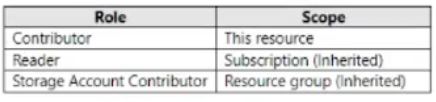 Role Scope
Contributor This resource
Reader Subscription (Inherited)
Storage Account Contributor Resource group (Inherited)